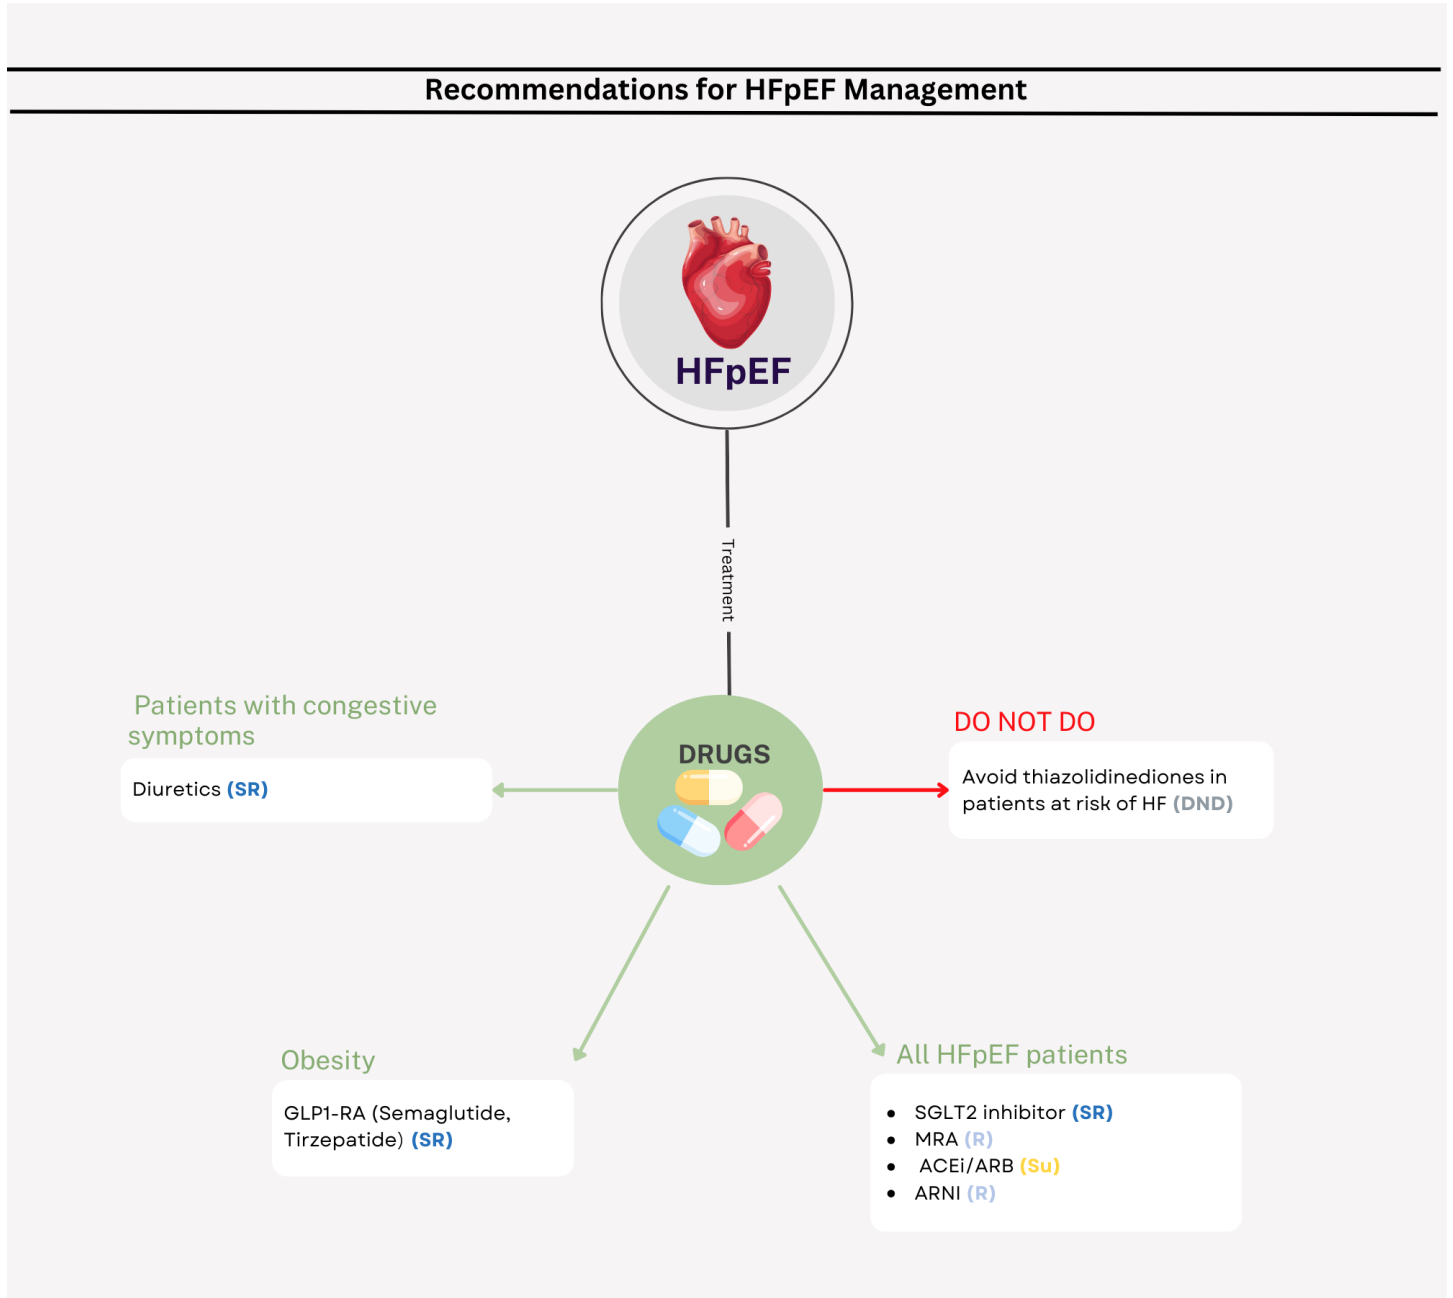 Recommendations for HFpEF Management
HFpEF
Treatment
Patients with congestive
symptoms
Diuretics (SR)
DRUGS
DO NOT DO
Avoid thiazolidinediones in
patients at risk of HF (DND)
Obesity
GLP1-RA (Semaglutide,
Tirzepatide) (SR)
All HFpEF patients
• SGLT2 inhibitor (SR)
• MRA (R)
• ACEi/ARB (Su)
• ARNI (R)